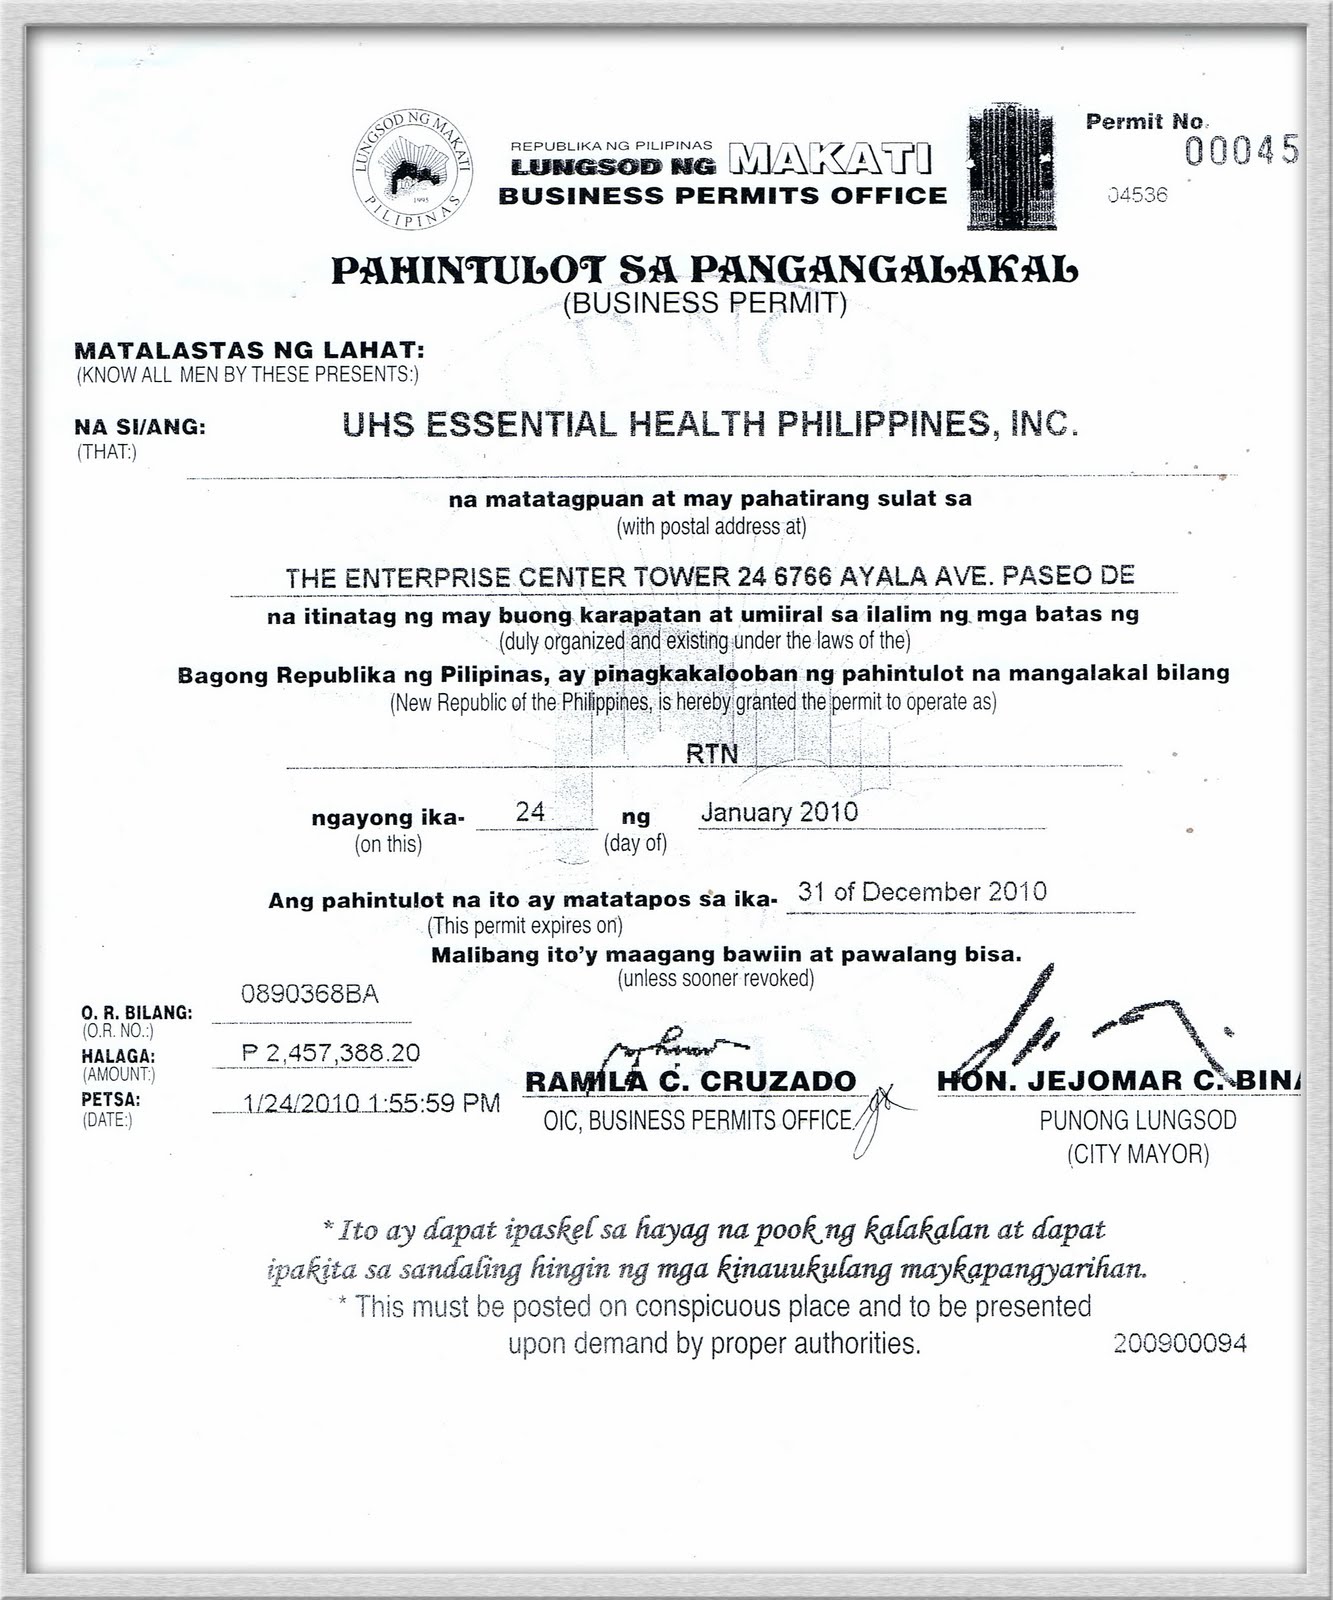 LUNGSOD NG MAKATI
PILIPINAS
1995
REPUBLIKA NG PILIPINAS
LUNGSOD NG MAKATI
BUSINESS PERMITS OFFICE
Permit No.
00045
04536
PAHINTULOT SA PANGANGALAKAL
(BUSINESS PERMIT)
MATALASTAS NG LAHAT:
(KNOW ALL MEN BY THESE PRESENTS:)
NA SI/ANG: UHS ESSENTIAL HEALTH PHILIPPINES, INC.
(THAT:)
na matatagpuan at may pahatirang sulat sa
(with postal address at)
THE ENTERPRISE CENTER TOWER 24 6766 AYALA AVE. PASEO DE
na itinatag ng may buong karapatan at umiiral sa ilalim ng mga batas ng
(duly organized and existing under the laws of the)
Bagong Republika ng Pilipinas, ay pinagkakalooban ng pahintulot na mangalakal bilang
(New Republic of the Philippines, is hereby granted the permit to operate as)
RTN
ngayong ika- 24 ng January 2010
(on this) (day of)
Ang pahintulot na ito ay matatapos sa ika- 31 of December 2010
(This permit expires on)
Malibang ito'y maagang bawiin at pawalang bisa.
(unless sooner revoked)
O. R. BILANG: 0890368BA
(O.R. NO.:)
HALAGA: P 2,457,388.20
(AMOUNT:)
PETSA: 1/24/2010 1:55:59 PM
(DATE:)
RAMILA C. CRUZADO
OIC, BUSINESS PERMITS OFFICE
HON. JEJOMAR C. BINA
PUNONG LUNGSOD
(CITY MAYOR)
* Ito ay dapat ipaskel sa hayag na pook ng kalakalan at dapat
ipakita sa sandaling hingin ng mga kinauukulang maykapangyarihan.
* This must be posted on conspicuous place and to be presented
upon demand by proper authorities.
200900094